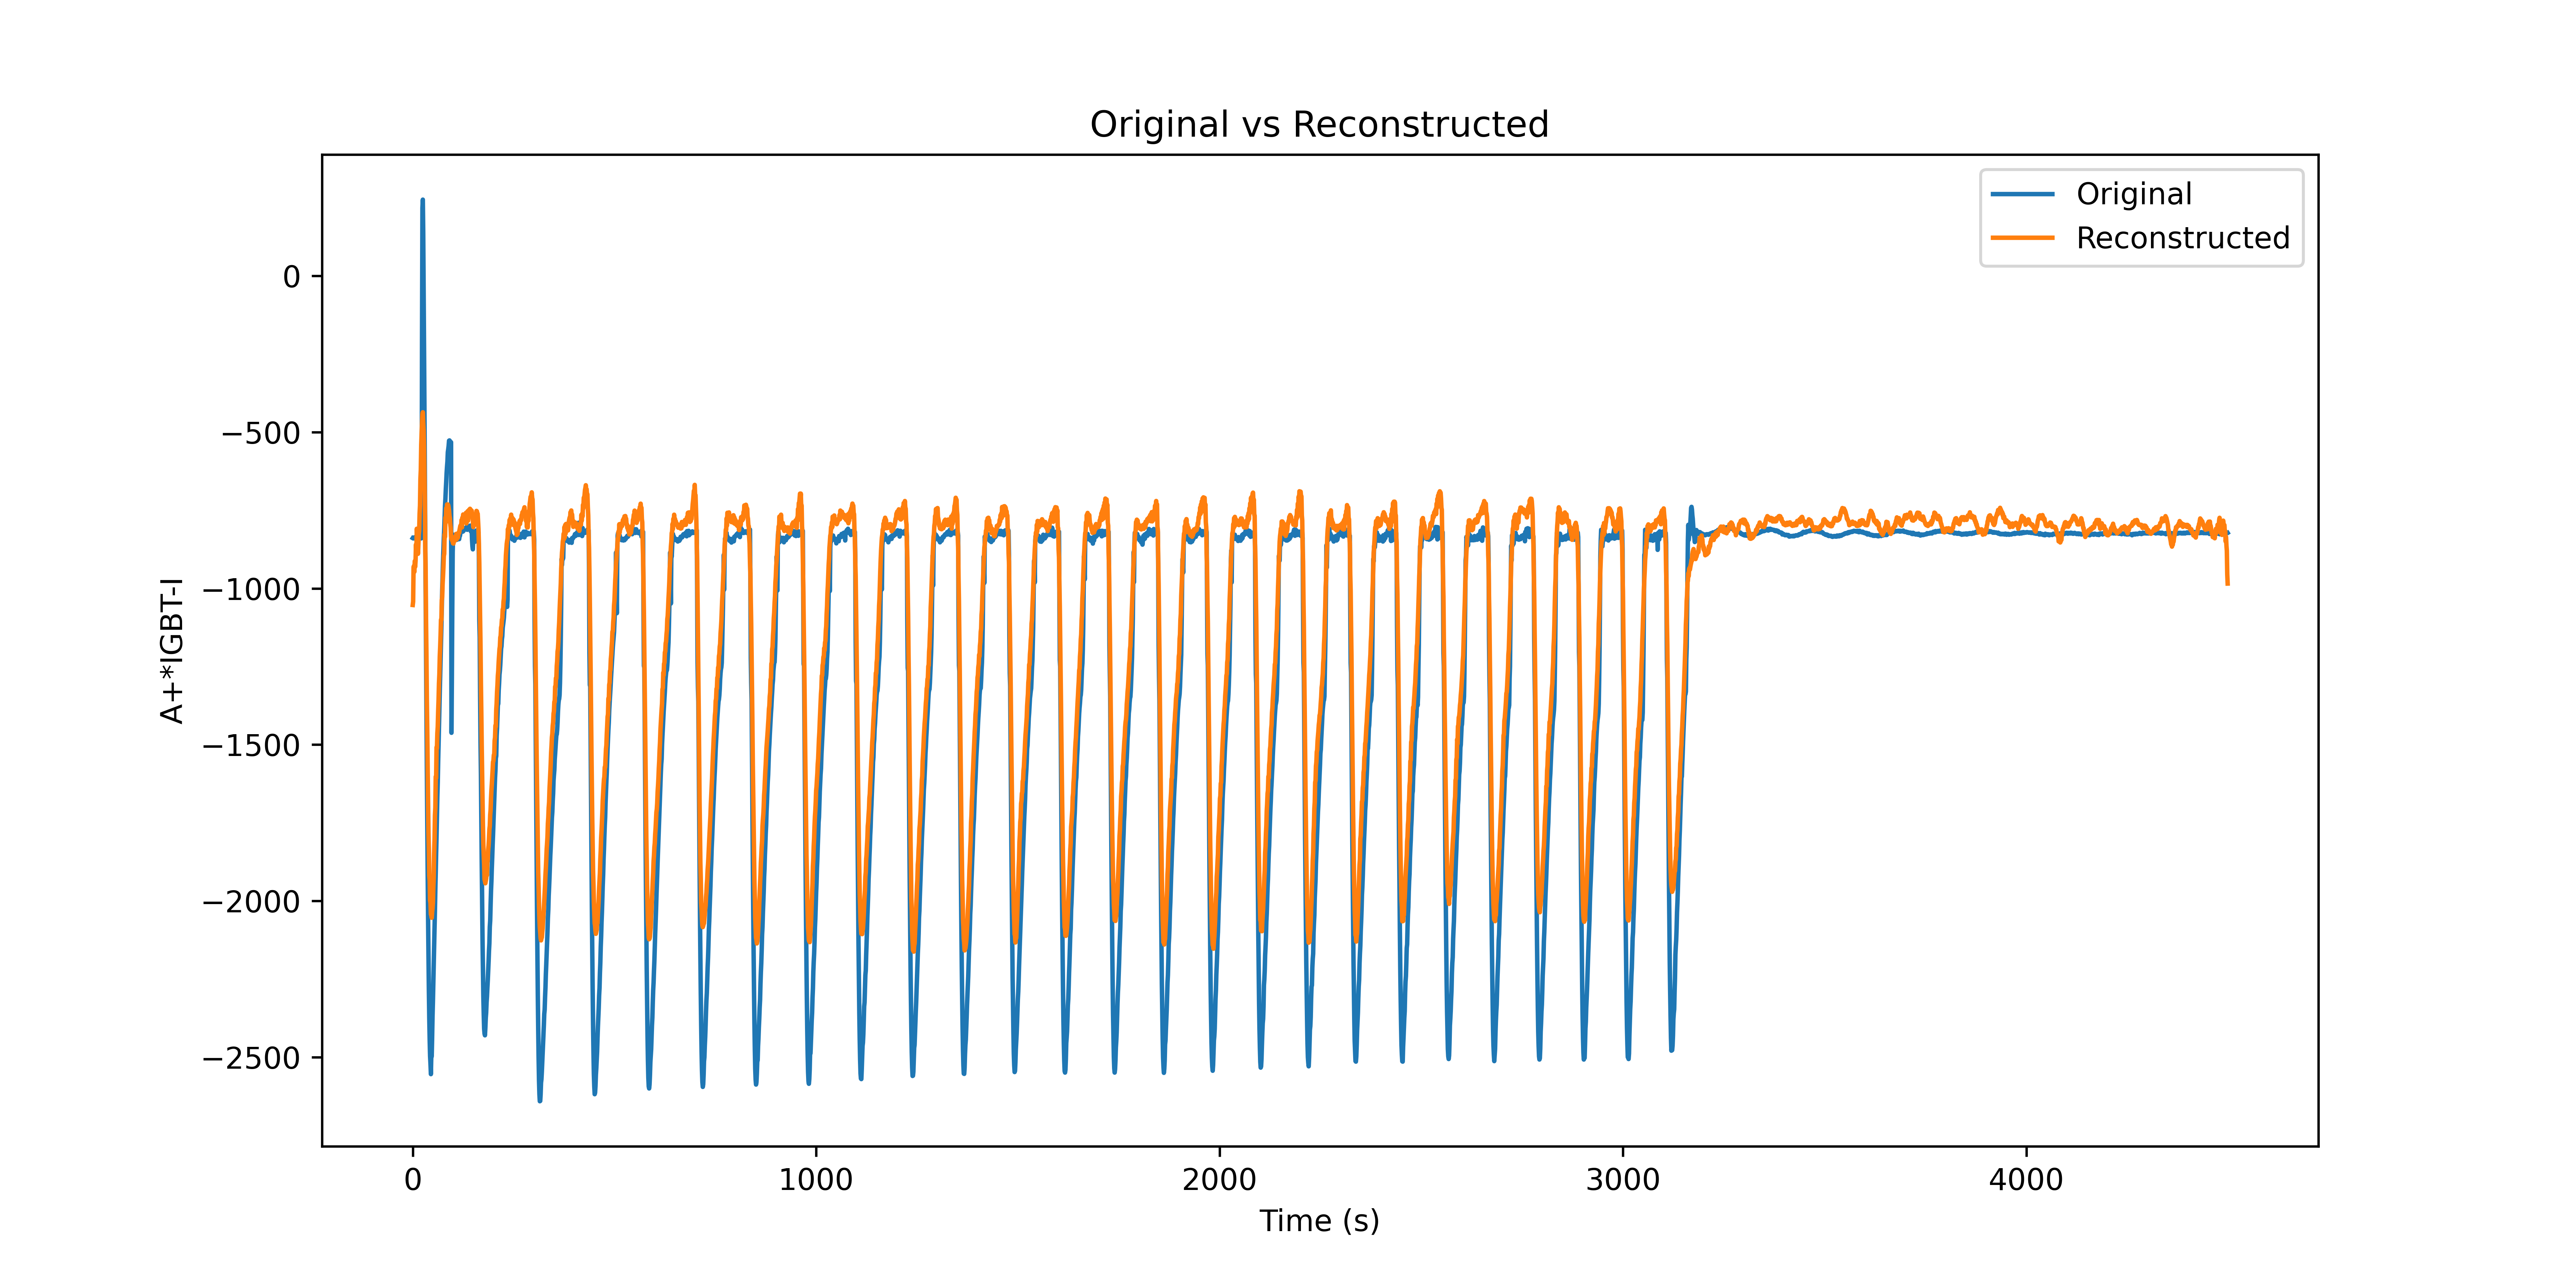 Original vs Reconstructed
Original
Reconstructed
0
−500
−1000
−1500
−2000
−2500
A+*IGBT-I
0 1000 2000 3000 4000
Time (s)